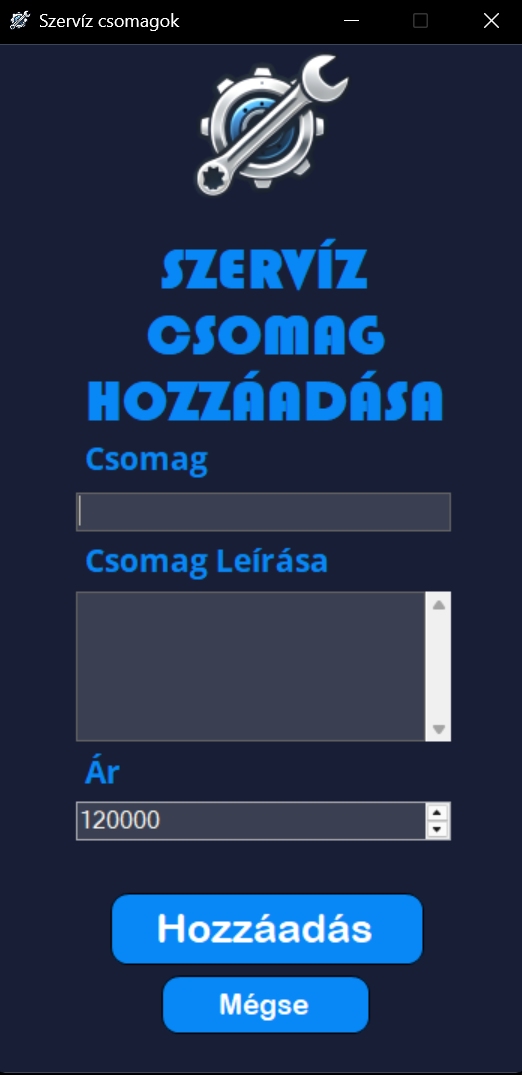 Szervíz csomagok
SZERVÍZ
CSOMAG
HOZZÁADÁSA
Csomag
Csomag Leírása
Ár
120000
Hozzáadás
Mégse